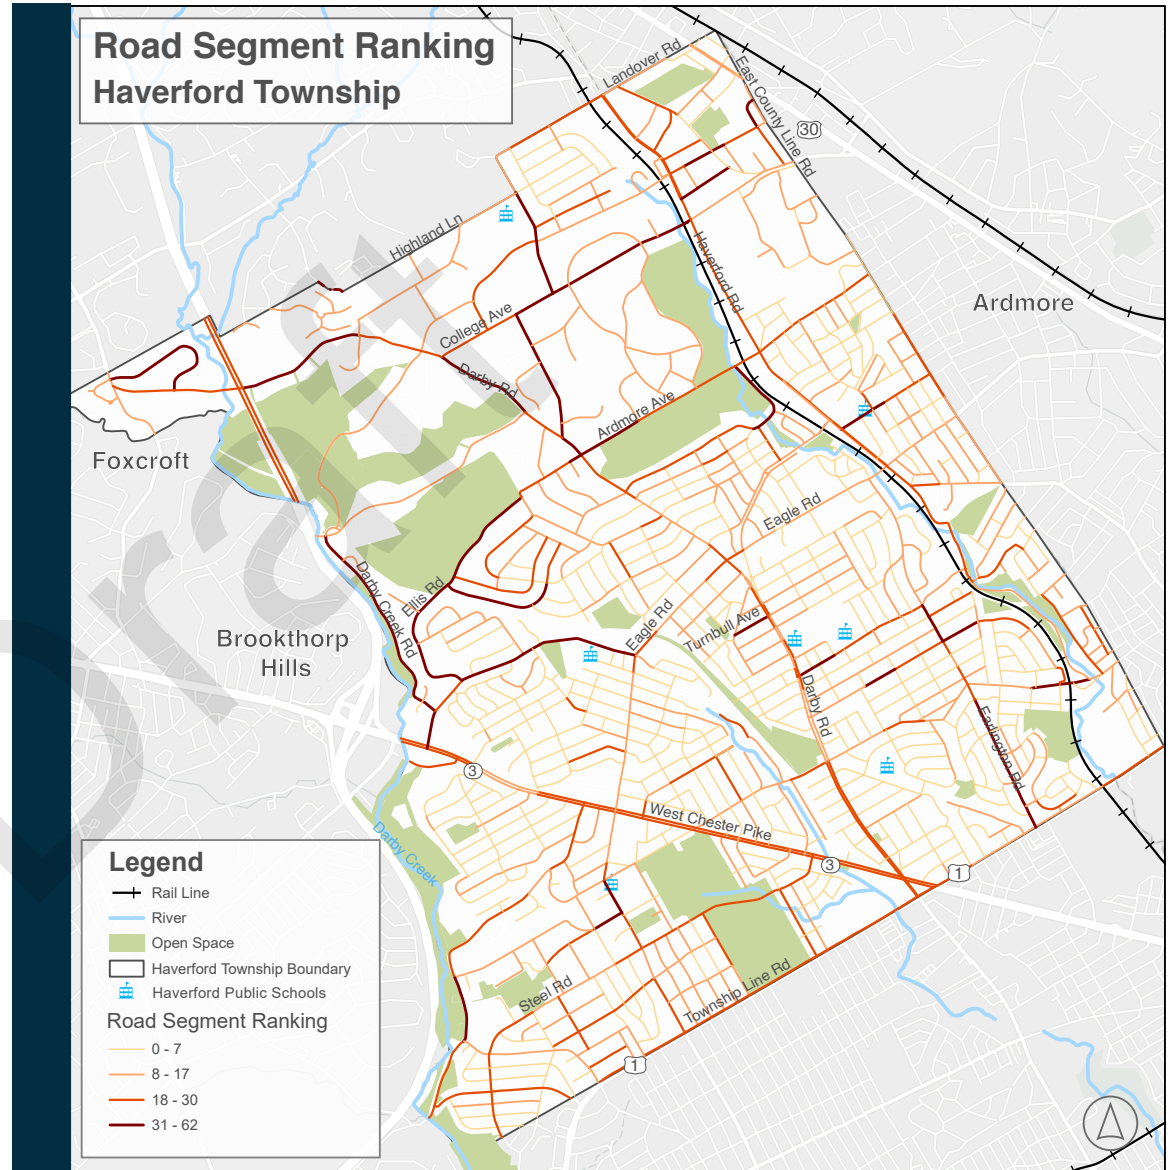 Road Segment Ranking
Haverford Township
Landover Rd
East County Line Rd
30
Highland Ln
Haverford Rd
Ardmore
College Ave
Darby Rd
Ardmore Ave
Foxcroft
Eagle Rd
Darby Creek Rd
Ellis Rd
Brookthorp
Hills
Eagle Rd
Turnbull Ave
Darby Rd
Earlington Rd
3
West Chester Pike
3
1
Darby Creek
Steel Rd
Township Line Rd
1
Draft
Legend
Rail Line
River
Open Space
Haverford Township Boundary
Haverford Public Schools
Road Segment Ranking
0 - 7
8 - 17
18 - 30
31 - 62